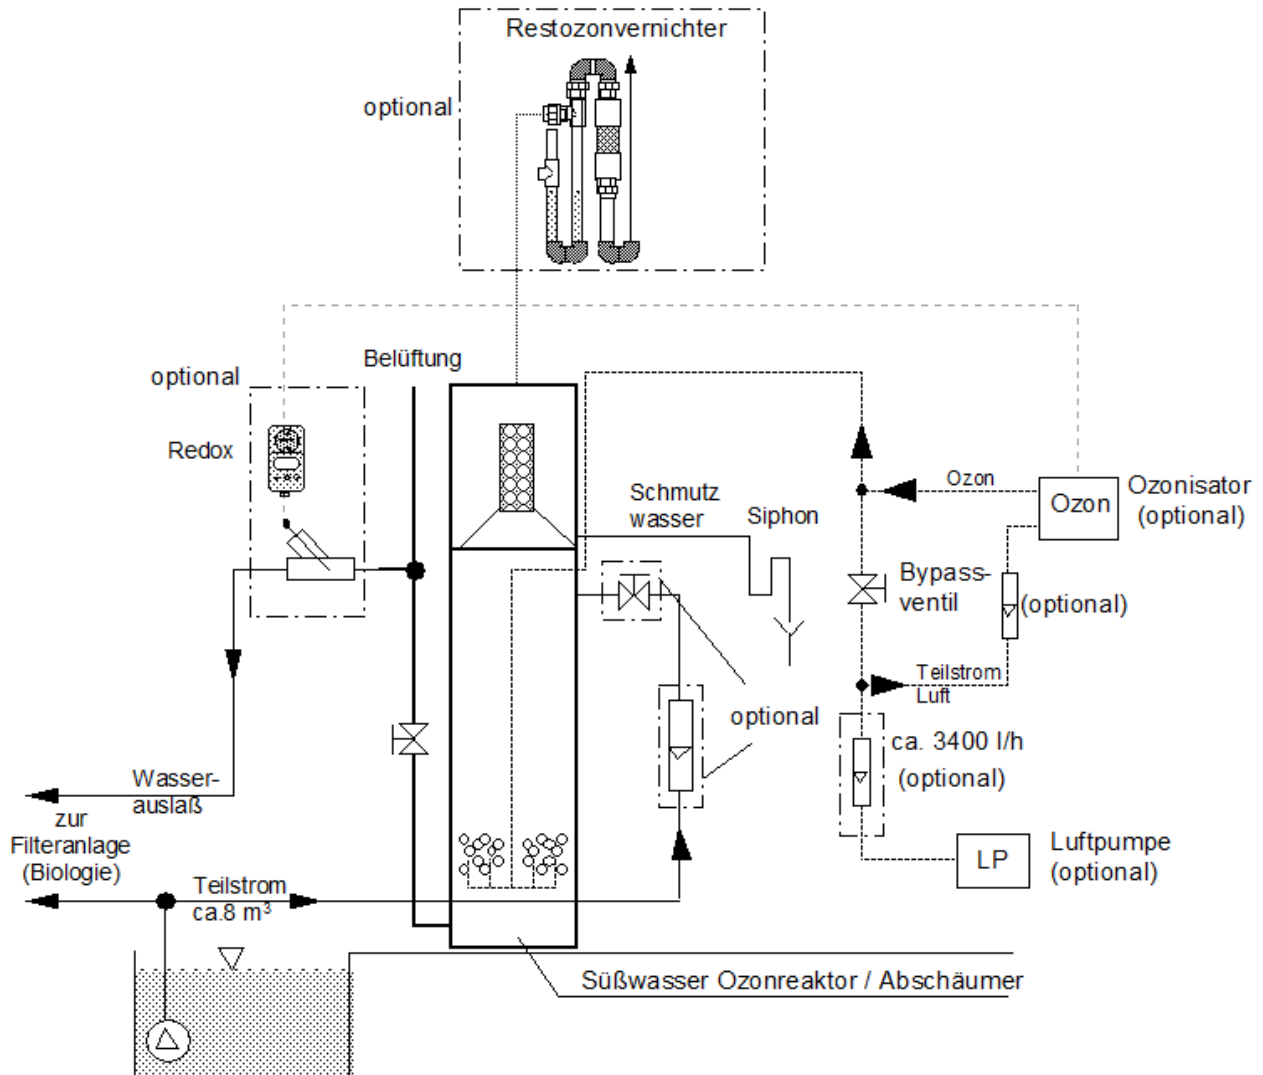 Restozonvernichter
optional
Belüftung
optional
Redox
Schmutz
wasser
Siphon
Ozon
Ozon
Ozonisator
(optional)
Bypass-
ventil
(optional)
Teilstrom
Luft
optional
ca. 3400 l/h
(optional)
Wasser-
auslaß
zur
Filteranlage
(Biologie)
LP
Luftpumpe
(optional)
Teilstrom
ca.8 m³
Süßwasser Ozonreaktor / Abschäumer